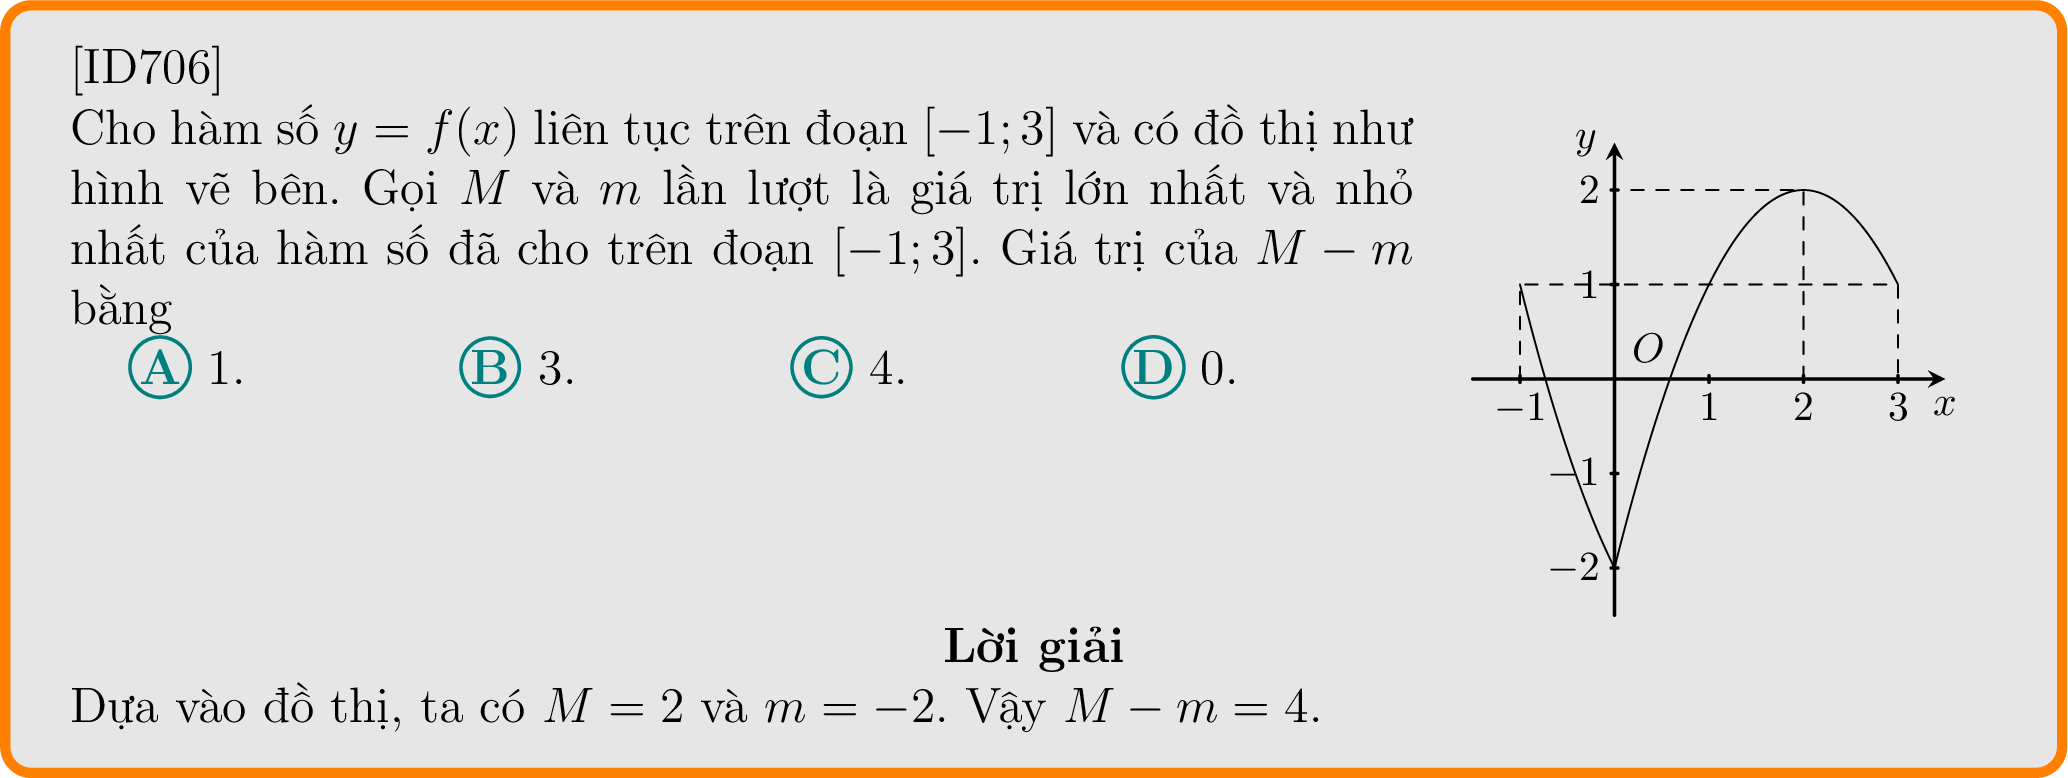 [ID706]
Cho hàm số y = f(x) liên tục trên đoạn [−1; 3] và có đồ thị như
hình vẽ bên. Gọi M và m lần lượt là giá trị lớn nhất và nhỏ
nhất của hàm số đã cho trên đoạn [−1; 3]. Giá trị của M − m
bằng
A 1. B 3. C 4. D 0.
y
2
1
O
−1 1 2 3 x
−1
−2
Lời giải
Dựa vào đồ thị, ta có M = 2 và m = −2. Vậy M − m = 4.